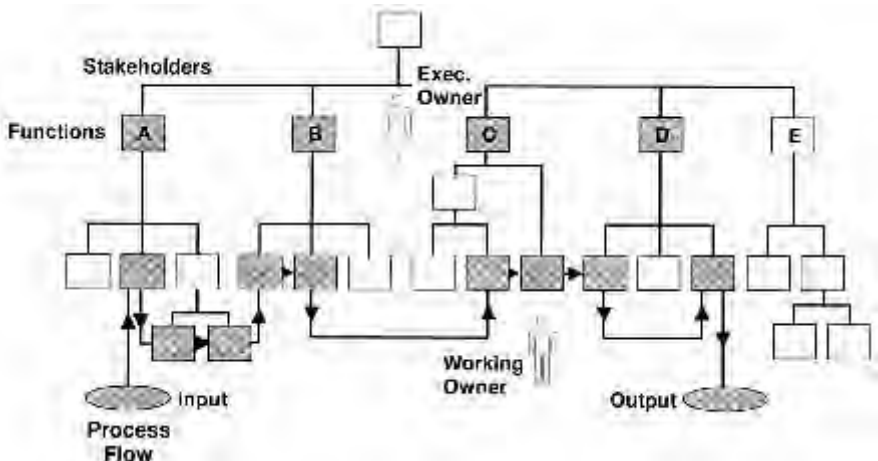 Stakeholders
Exec.
Owner
Functions
A
B
C
D
E
Working
Owner
Input
Output
Process
Flow